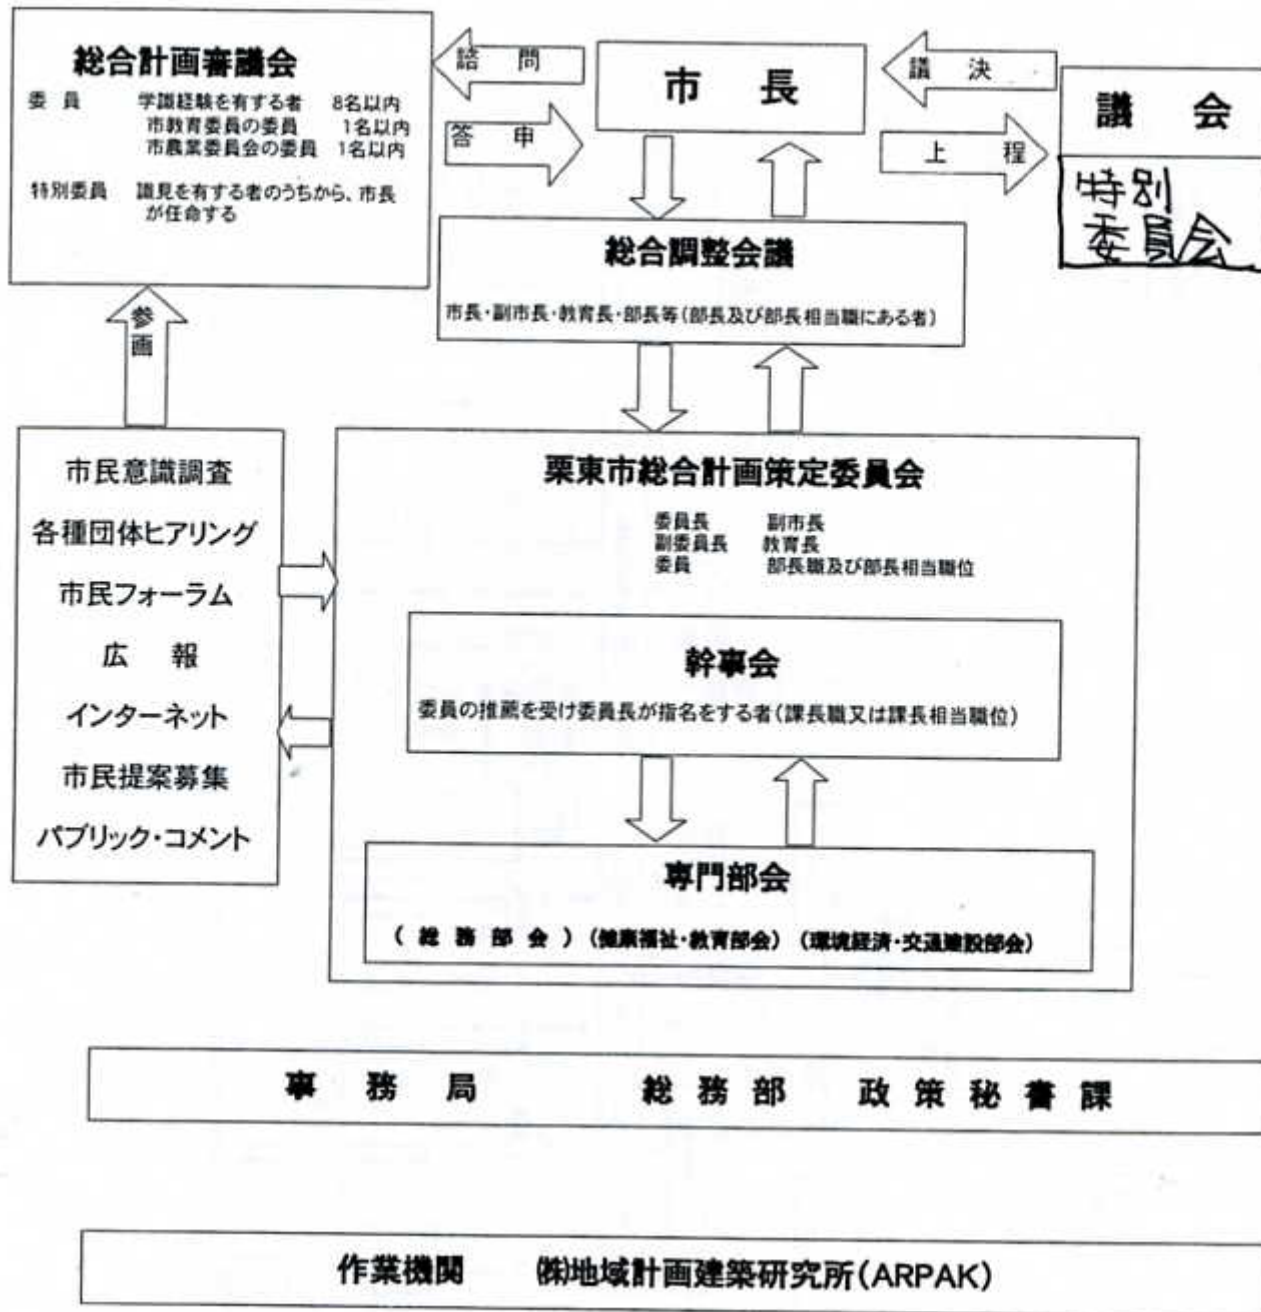 総合計画審議会
委員 学識経験を有する者 8名以内
市教育委員の委員 1名以内
市農業委員会の委員 1名以内
特別委員 識見を有する者のうちから、市長
が任命する
諮 問
答 申
市 長
議 決
上 程
議 会
特別
委員会
総合調整会議
市長・副市長・教育長・部長等(部長及び部長相当職にある者)
参
画
市民意識調査
各種団体ヒアリング
市民フォーラム
広 報
インターネット
市民提案募集
パブリック・コメント
栗東市総合計画策定委員会
委員長 副市長
副委員長 教育長
委員 部長職及び部長相当職位
幹事会
委員の推薦を受け委員長が指名をする者(課長職又は課長相当職位)
専門部会
(総務部会)(健康福祉・教育部会)(環境経済・交通建設部会)
事 務 局 総 務 部 政 策 秘 書 課
作業機関 ㈱地域計画建築研究所(ARPAK)